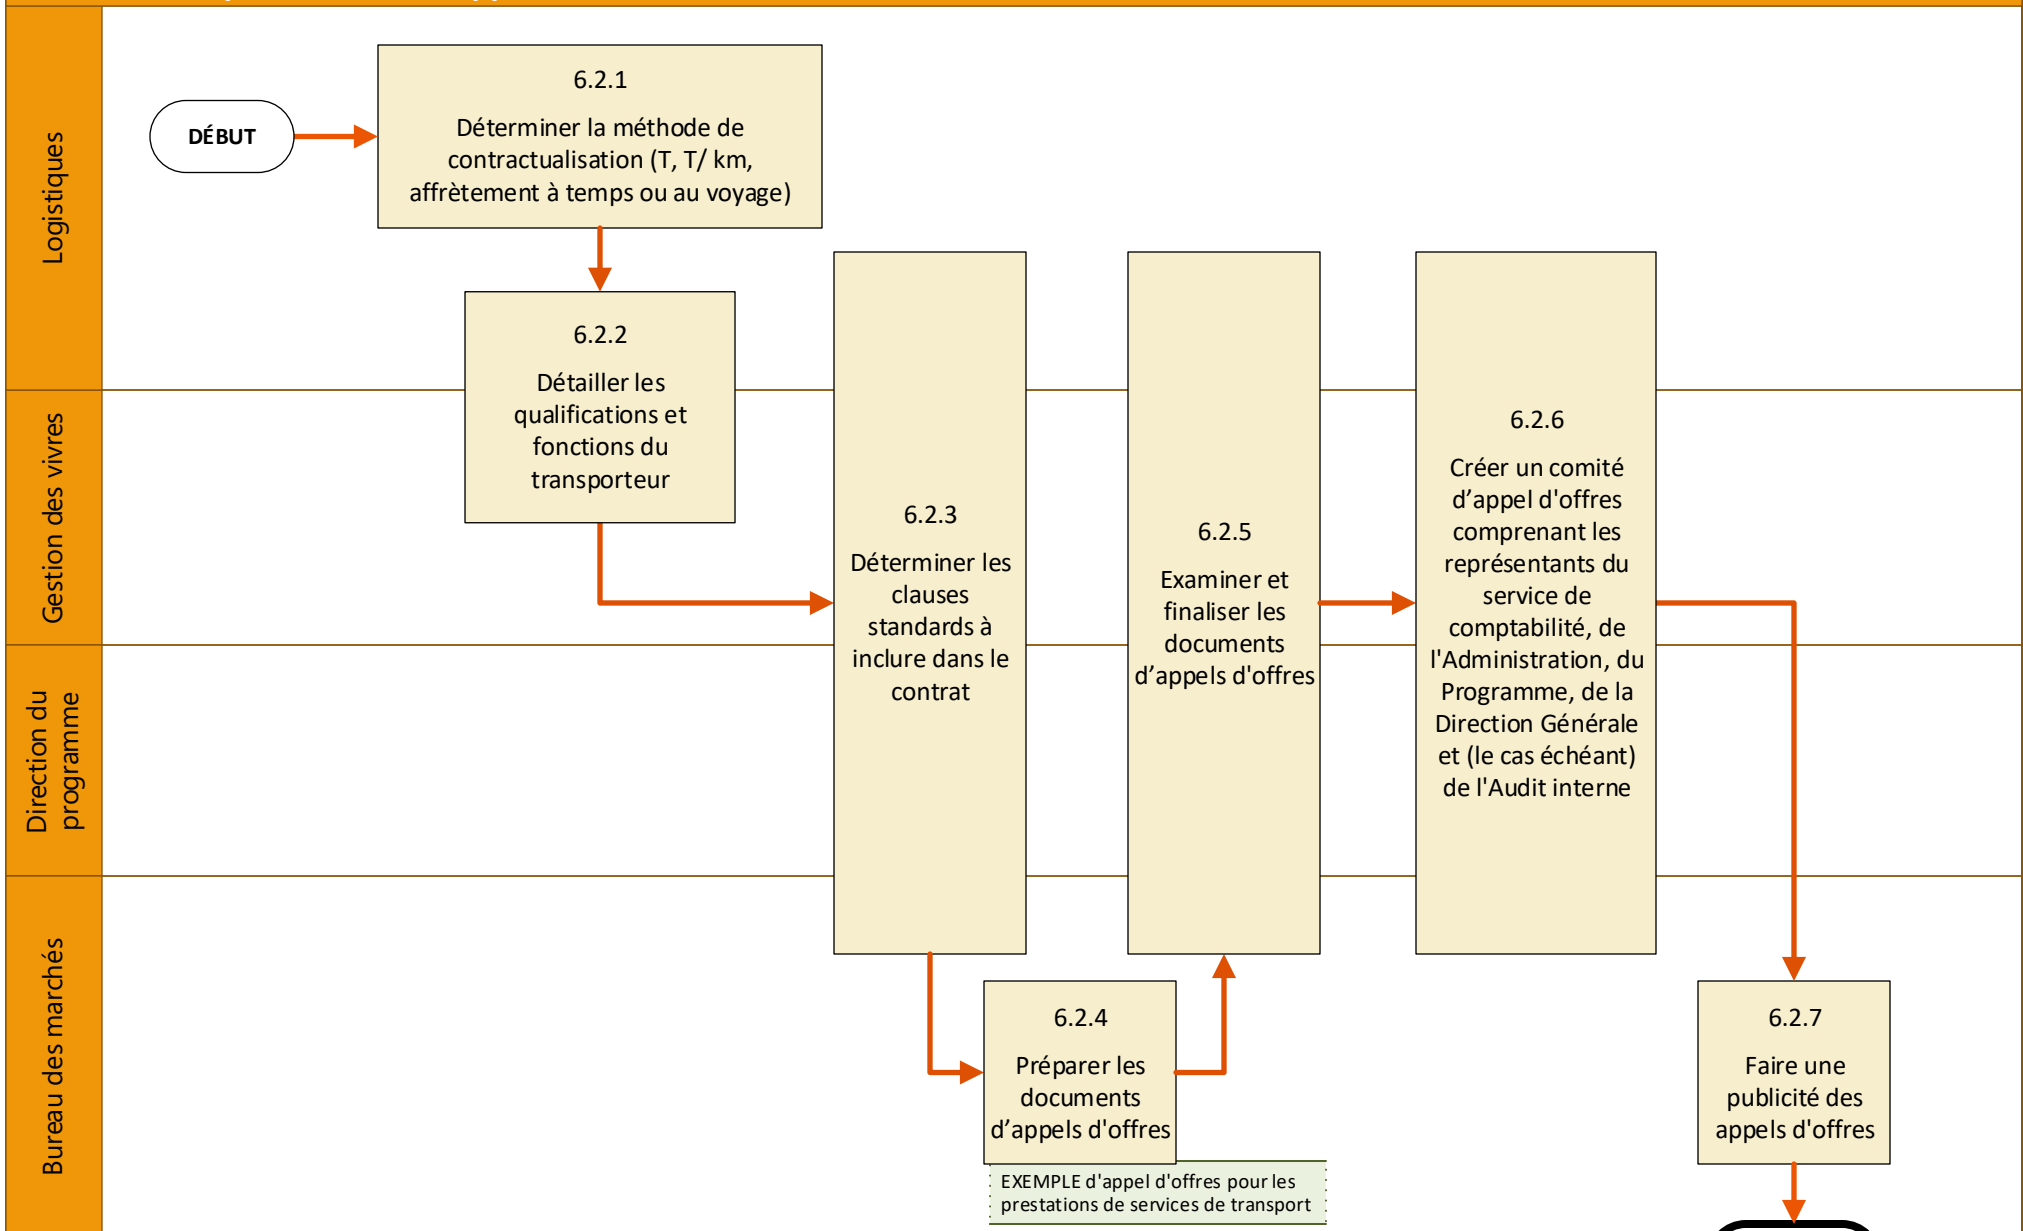 Logistiques
DÉBUT
6.2.1
Déterminer la méthode de
contractualisation (T, T/ km,
affrètement à temps ou au voyage)
6.2.2
Détailler les
qualifications et
fonctions du
transporteur
Gestion des vivres
6.2.3
Déterminer les
clauses
standards à
inclure dans le
contrat
6.2.5
Examiner et
finaliser les
documents
d’appels d'offres
6.2.6
Créer un comité
d’appel d'offres
comprenant les
représentants du
service de
comptabilité, de
l'Administration, du
Programme, de la
Direction Générale
et (le cas échéant)
de l'Audit interne
Direction du
programme
Bureau des marchés
6.2.4
Préparer les
documents
d’appels d'offres
EXEMPLE d'appel d'offres pour les
prestations de services de transport
6.2.7
Faire une
publicité des
appels d'offres